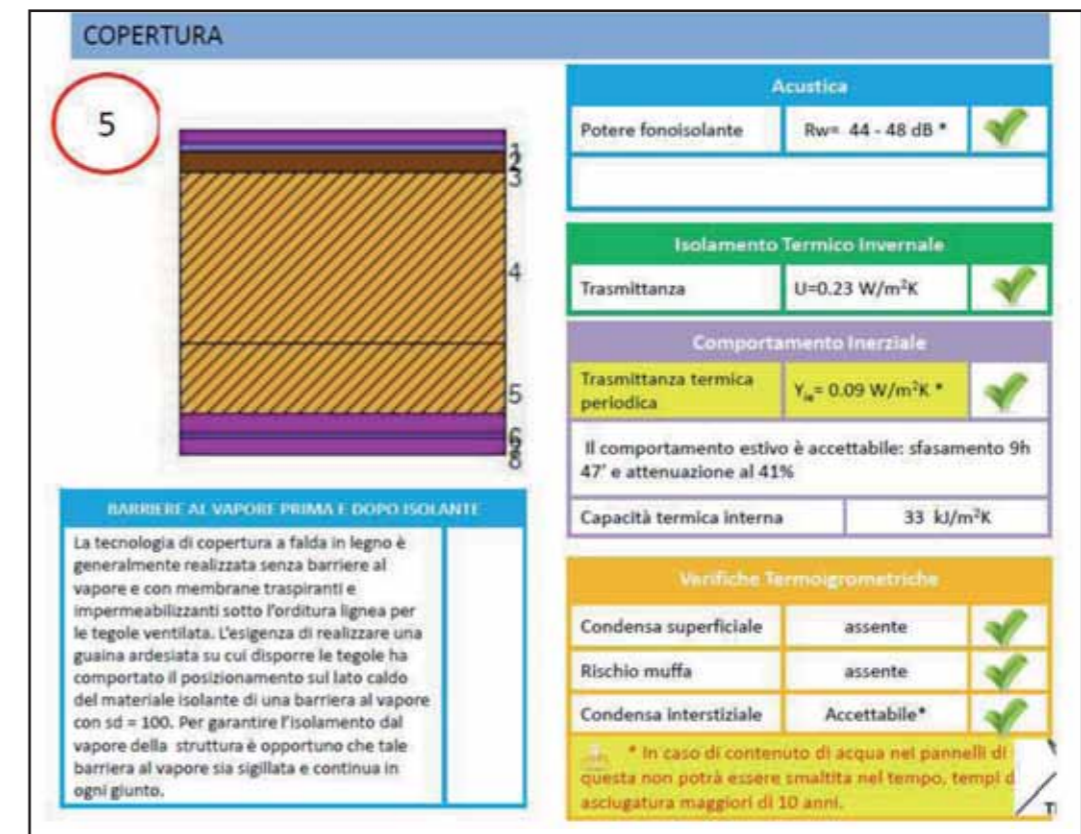 COPERTURA
5
1
2
3
4
5
6
8
BARRIERE AL VAPORE PRIMA E DOPO ISOLANTE
La tecnologia di copertura a falda in legno è
generalmente realizzata senza barriere al
vapore e con membrane traspiranti e
impermeabilizzanti sotto l'orditura lignea per
le tegole ventilata. L'esigenza di realizzare una
guaina ardesiata su cui disporre le tegole ha
comportato il posizionamento sul lato caldo
del materiale isolante di una barriera al vapore
con sd = 100. Per garantire l'isolamento dal
vapore della struttura è opportuno che tale
barriera al vapore sia sigillata e continua in
ogni giunto.
Acustica
Potere fonoisolante Rw= 44 - 48 dB *
Isolamento Termico Invernale
Trasmittanza U=0.23 W/m²K
Comportamento Inerziale
Trasmittanza termica
periodica Yie= 0.09 W/m²K *
Il comportamento estivo è accettabile: sfasamento 9h
47' e attenuazione al 41%
Capacità termica interna 33 kJ/m²K
Verifiche Termoigrometriche
Condensa superficiale assente
Rischio muffa assente
Condensa interstiziale Accettabile*
* In caso di contenuto di acqua nei pannelli di
questa non potrà essere smaltita nel tempo, tempi d
asciugatura maggiori di 10 anni.